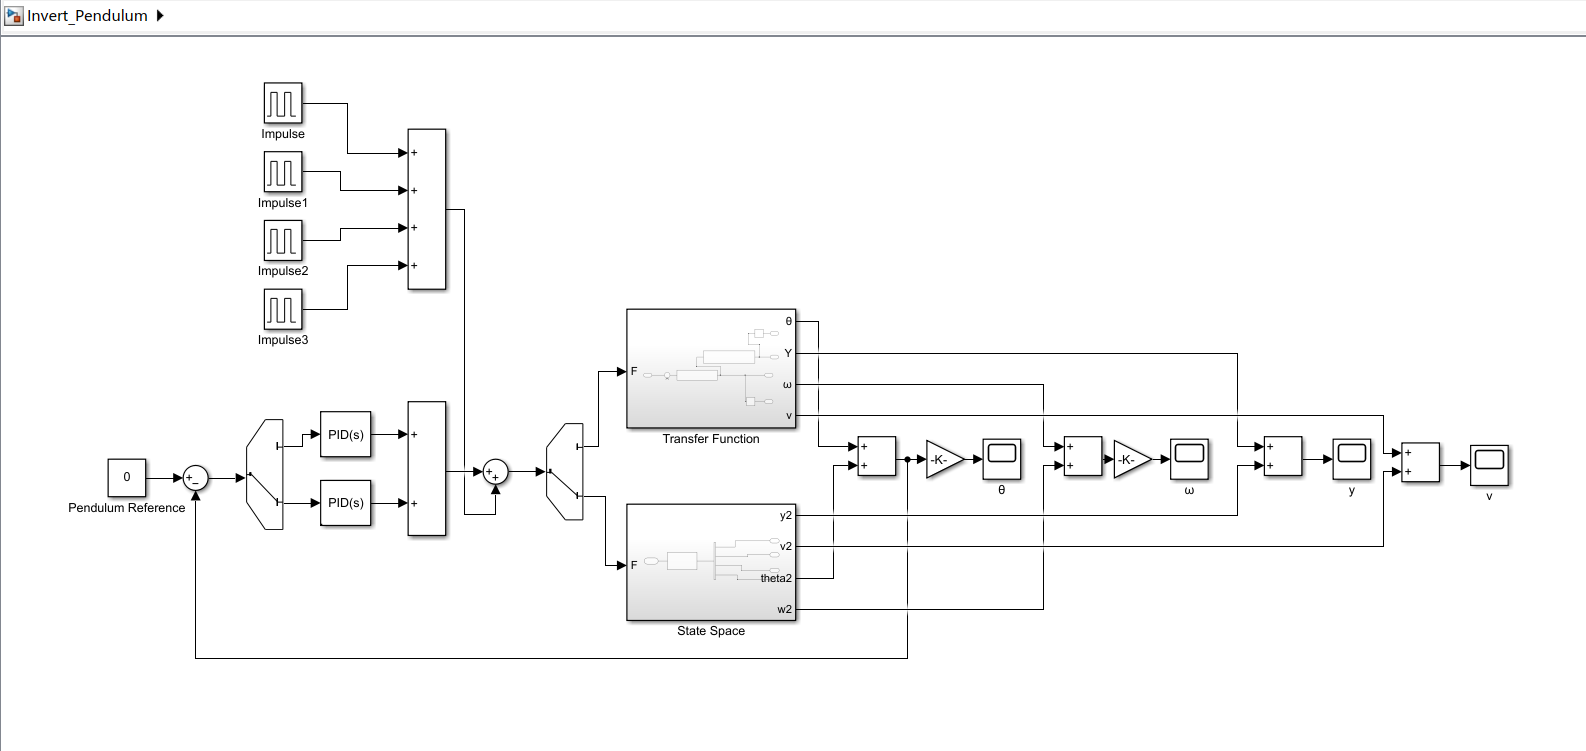 Invert_Pendulum
Impulse
Impulse1
Impulse2
Impulse3
+
+
+
+
0
Pendulum Reference
+
−
PID(s)
PID(s)
+
+
+
+
F
θ
Y
ω
v
Transfer Function
F
y2
v2
theta2
w2
State Space
+
+
-K-
θ
+
+
-K-
ω
+
+
y
+
+
v